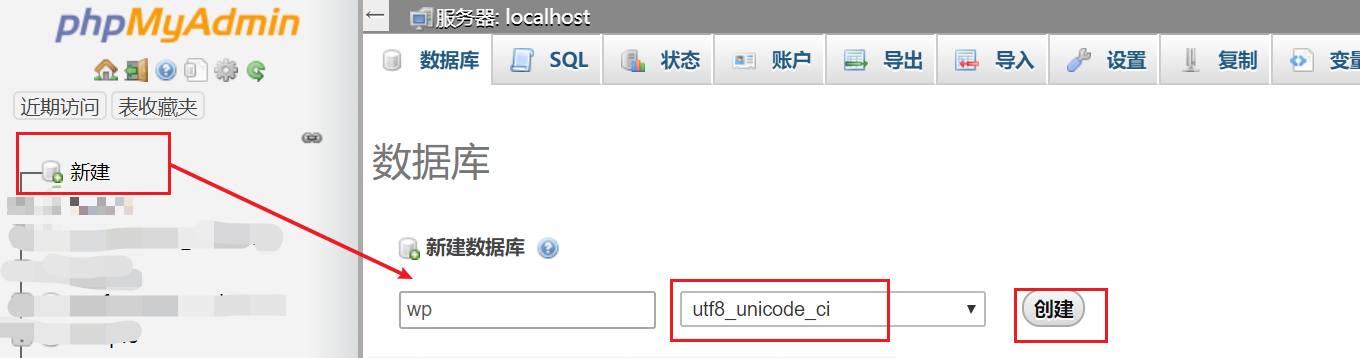 phpMyAdmin
近期访问 表收藏夹
新建
服务器: localhost
数据库 SQL 状态 账户 导出 导入 设置 复制
数据库
新建数据库
wp utf8_unicode_ci 创建